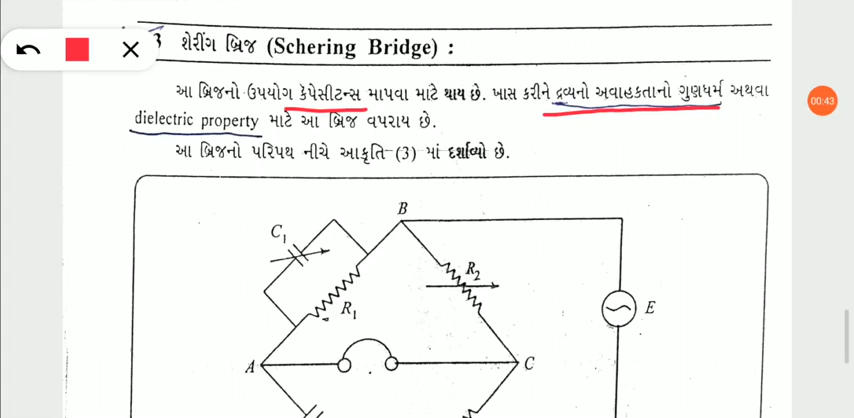 3 શેરીંગ બ્રિજ (Schering Bridge) :
આ બ્રિજનો ઉપયોગ કેપેસીટન્સ માપવા માટે થાય છે. ખાસ કરીને દ્રવ્યનો અવાહકતાનો ગુણધર્મ અથવા
dielectric property માટે આ બ્રિજ વપરાય છે.
આ બ્રિજનો પરિપથ નીચે આકૃતિ (3) માં દર્શાવ્યો છે.
B
C1
R2
R1
E
A
C
00:43